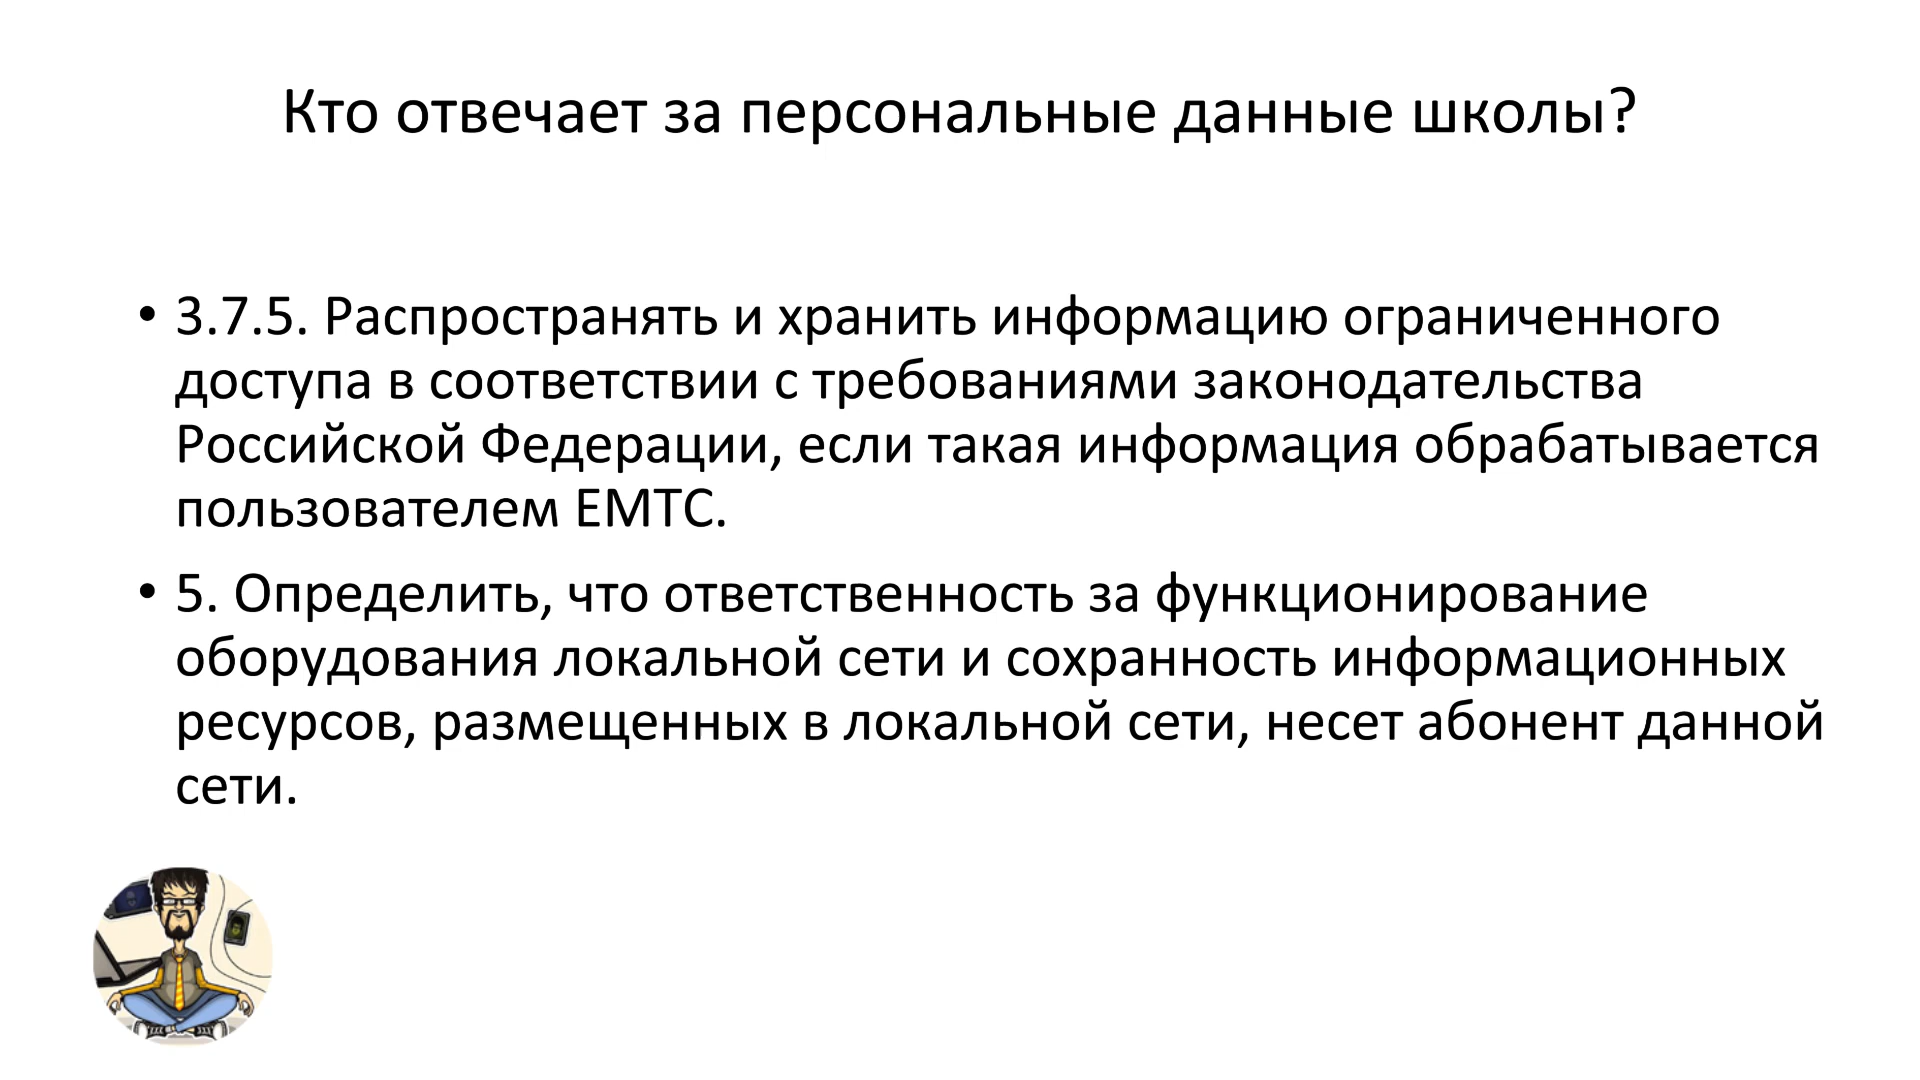 Кто отвечает за персональные данные школы?
• 3.7.5. Распространять и хранить информацию ограниченного
доступа в соответствии с требованиями законодательства
Российской Федерации, если такая информация обрабатывается
пользователем ЕМТС.
• 5. Определить, что ответственность за функционирование
оборудования локальной сети и сохранность информационных
ресурсов, размещенных в локальной сети, несет абонент данной
сети.